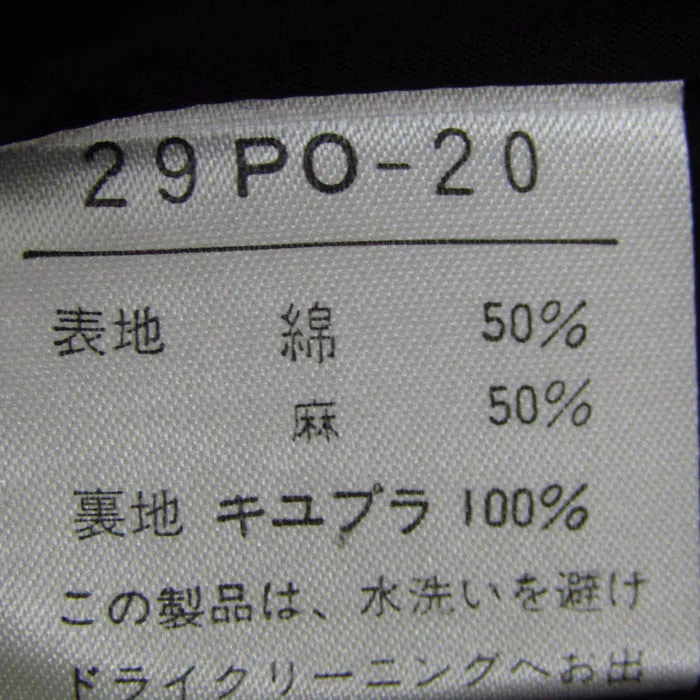 29PO-20
表地 綿 50%
麻 50%
裏地 キユプラ 100%
この製品は、水洗いを避け
ドライクリーニングへお出